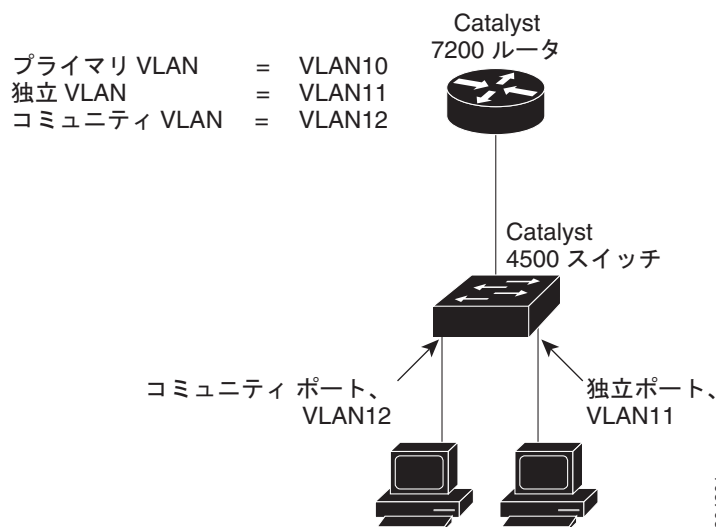 プライマリ VLAN = VLAN10
独立 VLAN = VLAN11
コミュニティ VLAN = VLAN12
Catalyst
7200 ルータ
Catalyst
4500 スイッチ
コミュニティ ポート、
VLAN12
独立ポート、
VLAN11